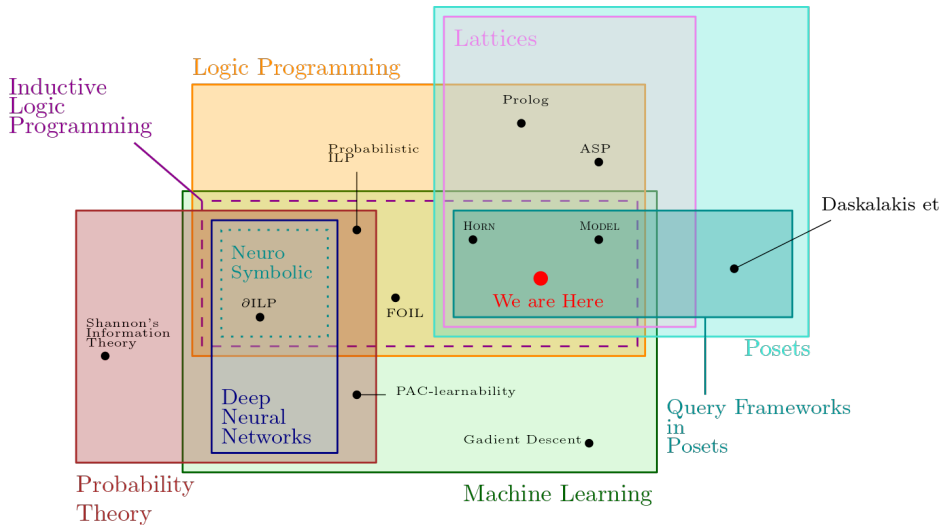 Lattices
Logic Programming
Inductive
Logic
Programming
Prolog
Probabilistic
ILP
ASP
Daskalakis et
HORN
MODEL
Neuro
Symbolic
∂ILP
We are Here
FOIL
Shannon's
Information
Theory
Posets
PAC-learnability
Deep
Neural
Networks
Query Frameworks
in
Posets
Gadient Descent
Probability
Theory
Machine Learning